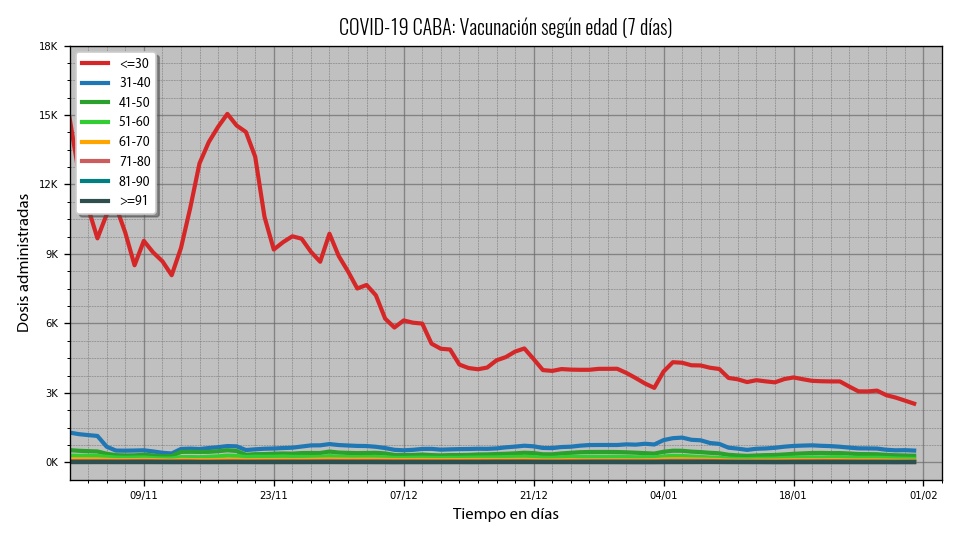 COVID-19 CABA: Vacunación según edad (7 días)
18K
15K
12K
9K
6K
3K
0K
Dosis administradas
<=30
31-40
41-50
51-60
61-70
71-80
81-90
>=91
09/11
23/11
07/12
21/12
04/01
18/01
01/02
Tiempo en días